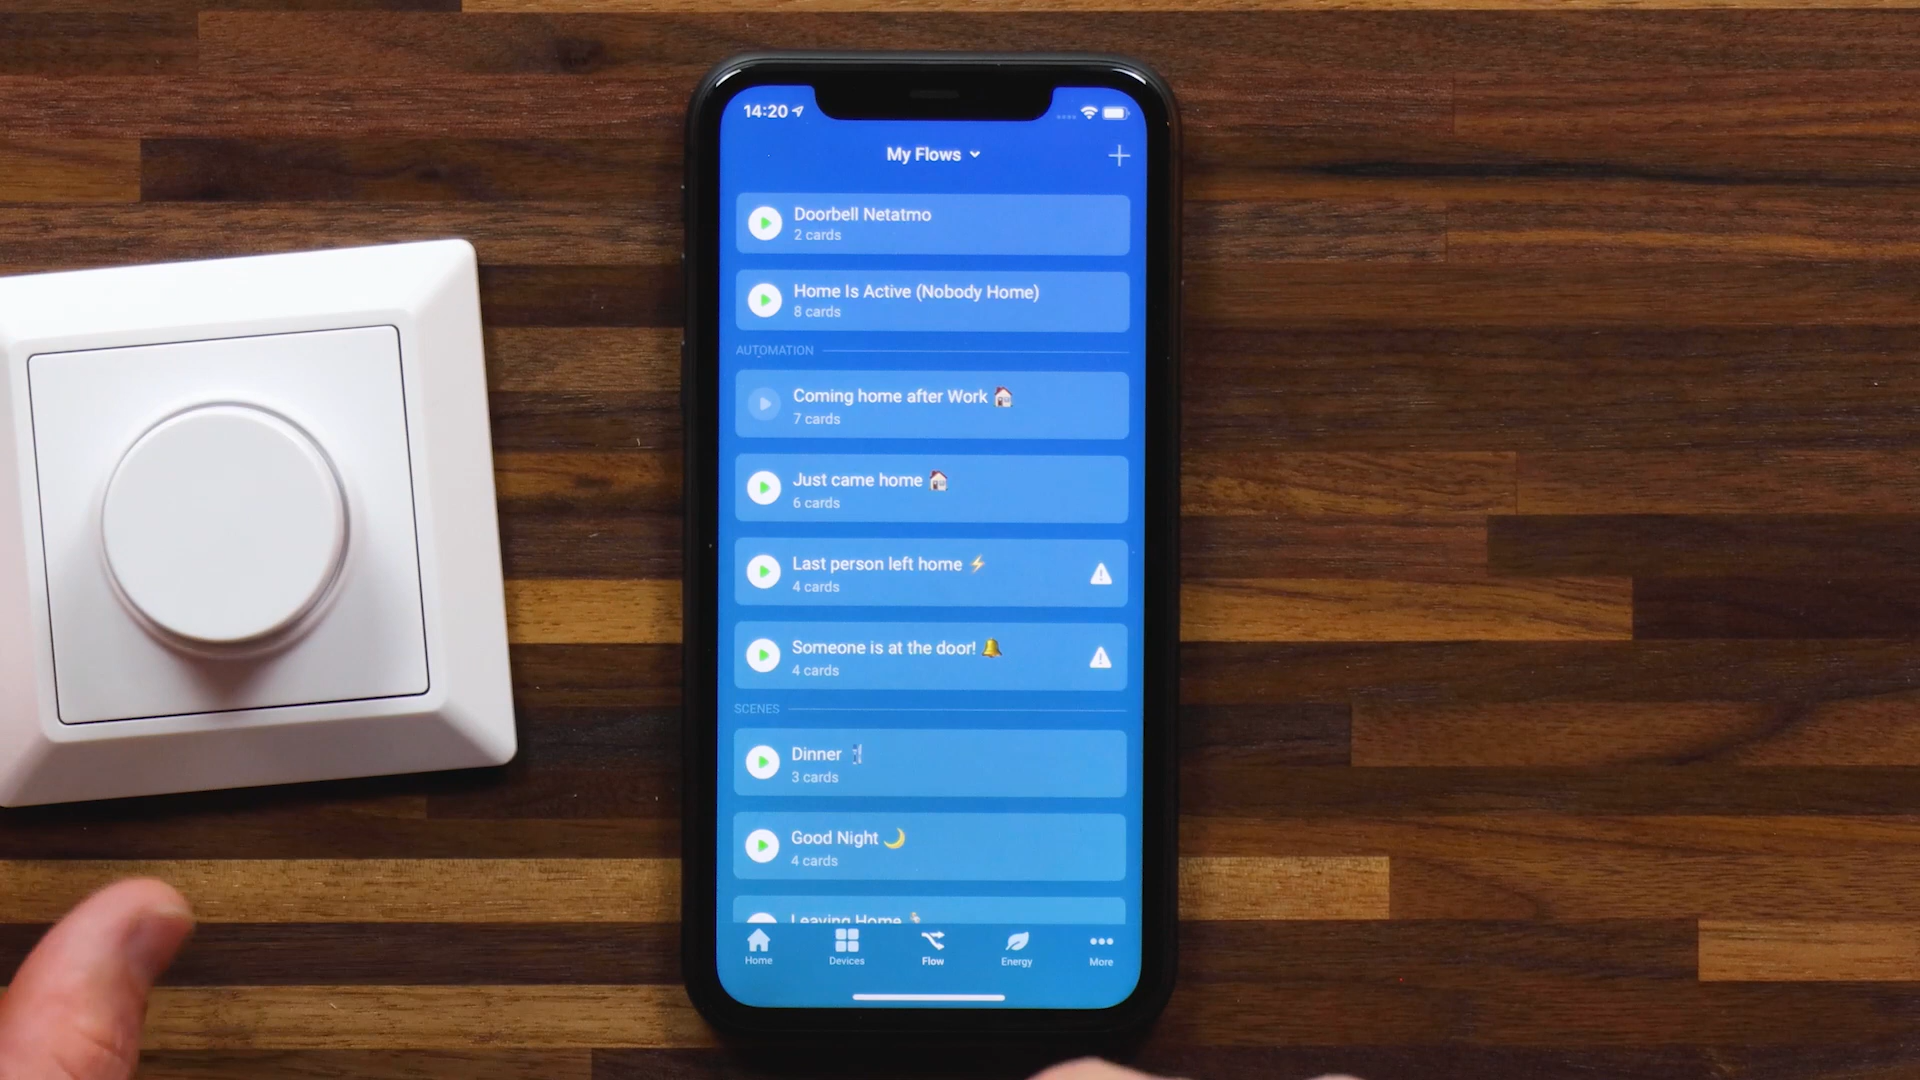 14:20
My Flows
Doorbell Netatmo
2 cards
Home Is Active (Nobody Home)
8 cards
AUTOMATION
Coming home after Work 🏠
7 cards
Just came home 🏠
6 cards
Last person left home ⚡
4 cards
Someone is at the door! 🔔
4 cards
SCENES
Dinner 🍴
3 cards
Good Night 🌙
4 cards
Leaving Home
Home Devices Flow Energy More